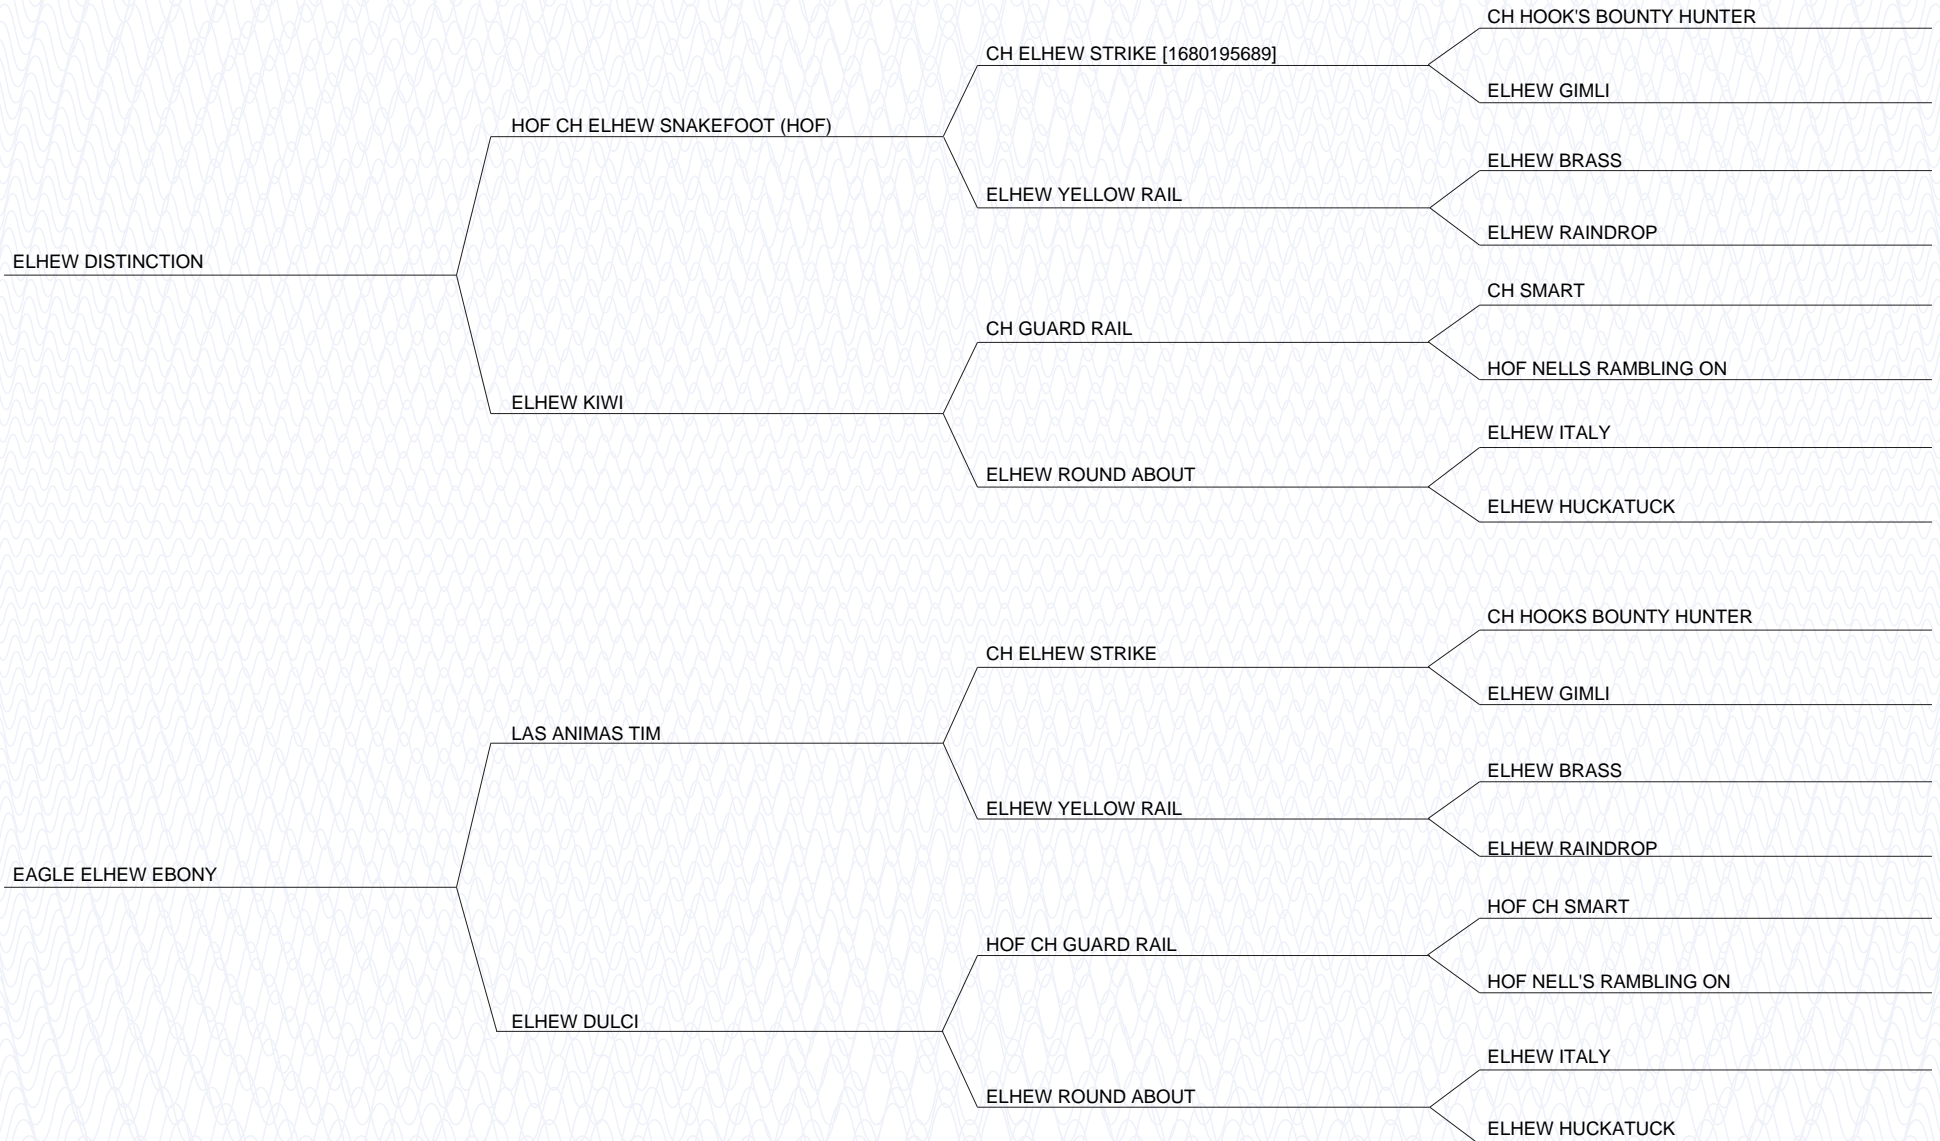 CH HOOK'S BOUNTY HUNTER
CH ELHEW STRIKE [1680195689]
ELHEW GIMLI
HOF CH ELHEW SNAKEFOOT (HOF)
ELHEW BRASS
ELHEW YELLOW RAIL
ELHEW RAINDROP
ELHEW DISTINCTION
CH SMART
CH GUARD RAIL
HOF NELLS RAMBLING ON
ELHEW KIWI
ELHEW ITALY
ELHEW ROUND ABOUT
ELHEW HUCKATUCK
CH HOOKS BOUNTY HUNTER
CH ELHEW STRIKE
ELHEW GIMLI
LAS ANIMAS TIM
ELHEW BRASS
ELHEW YELLOW RAIL
ELHEW RAINDROP
EAGLE ELHEW EBONY
HOF CH SMART
HOF CH GUARD RAIL
HOF NELL'S RAMBLING ON
ELHEW DULCI
ELHEW ITALY
ELHEW ROUND ABOUT
ELHEW HUCKATUCK